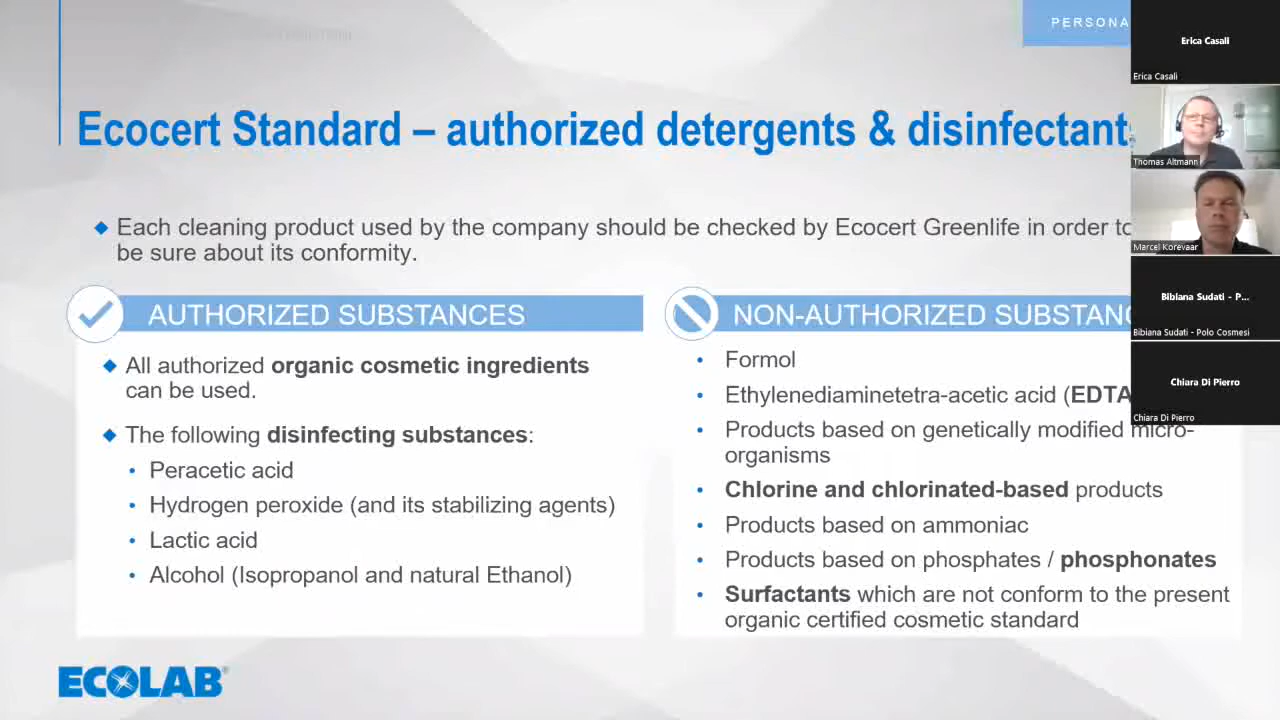 PERSONA
Ecocert Standard – authorized detergents & disinfectants
Each cleaning product used by the company should be checked by Ecocert Greenlife in order to
be sure about its conformity.
AUTHORIZED SUBSTANCES
All authorized organic cosmetic ingredients
can be used.
The following disinfecting substances:
Peracetic acid
Hydrogen peroxide (and its stabilizing agents)
Lactic acid
Alcohol (Isopropanol and natural Ethanol)
NON-AUTHORIZED SUBSTANC
Formol
Ethylenediaminetetra-acetic acid (EDTA
Products based on genetically modified micro-
organisms
Chlorine and chlorinated-based products
Products based on ammoniac
Products based on phosphates / phosphonates
Surfactants which are not conform to the present
organic certified cosmetic standard
ECOLAB®
Erica Casali
Erica Casali
Thomas Altmann
Marcel Korevaar
Bibiana Sudati - P...
Bibiana Sudati - Polo Cosmesi
Chiara Di Pierro
Chiara Di Pierro